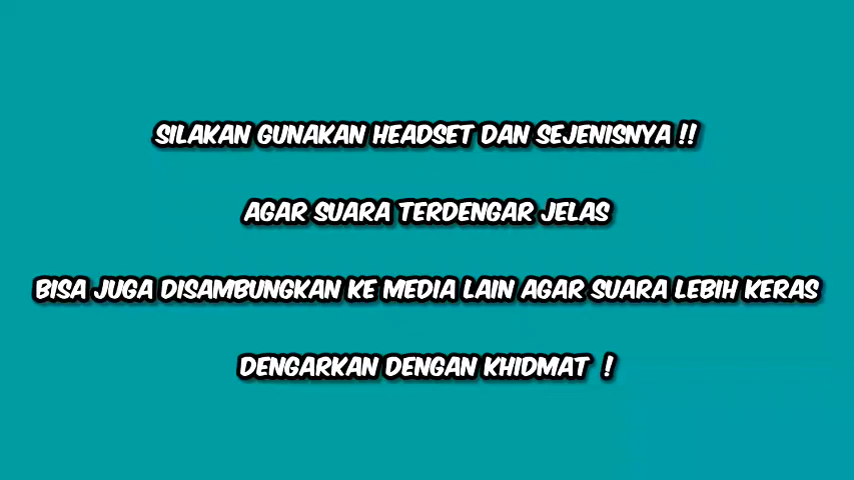 SILAKAN GUNAKAN HEADSET DAN SEJENISNYA !!
AGAR SUARA TERDENGAR JELAS
BISA JUGA DISAMBUNGKAN KE MEDIA LAIN AGAR SUARA LEBIH KERAS
DENGARKAN DENGAN KHIDMAT !